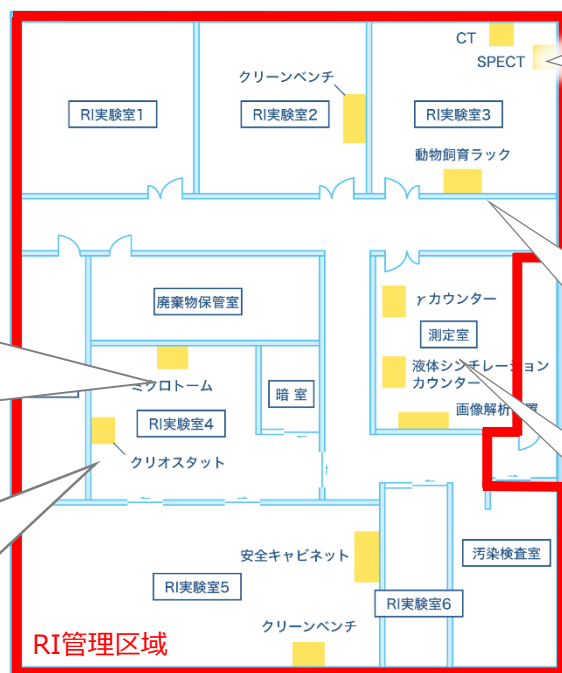 CT
SPECT
クリーンベンチ
RI実験室1
RI実験室2
RI実験室3
動物飼育ラック
廃棄物保管室
γカウンター
測定室
ミクロトーム
液体シンチレーション
カウンター
暗 室
画像解析装置
RI実験室4
クリオスタット
安全キャビネット
汚染検査室
RI実験室5
RI実験室6
クリーンベンチ
RI管理区域